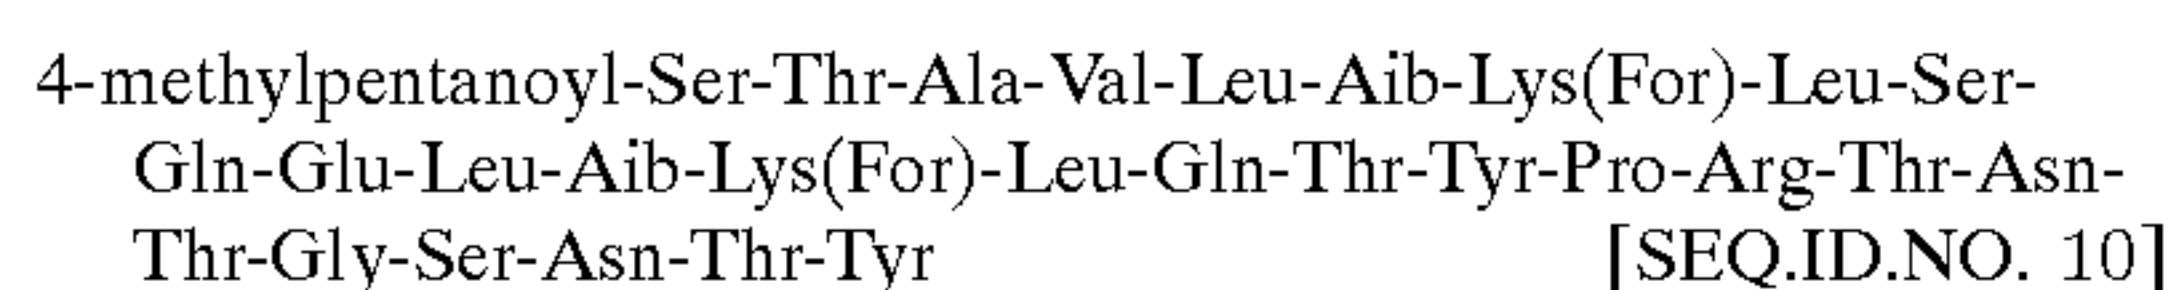 4-methylpentanoyl-Ser-Thr-Ala-Val-Leu-Aib-Lys(For)-Leu-Ser-
Gln-Glu-Leu-Aib-Lys(For)-Leu-Gln-Thr-Tyr-Pro-Arg-Thr-Asn-
Thr-Gly-Ser-Asn-Thr-Tyr [SEQ.ID.NO. 10]